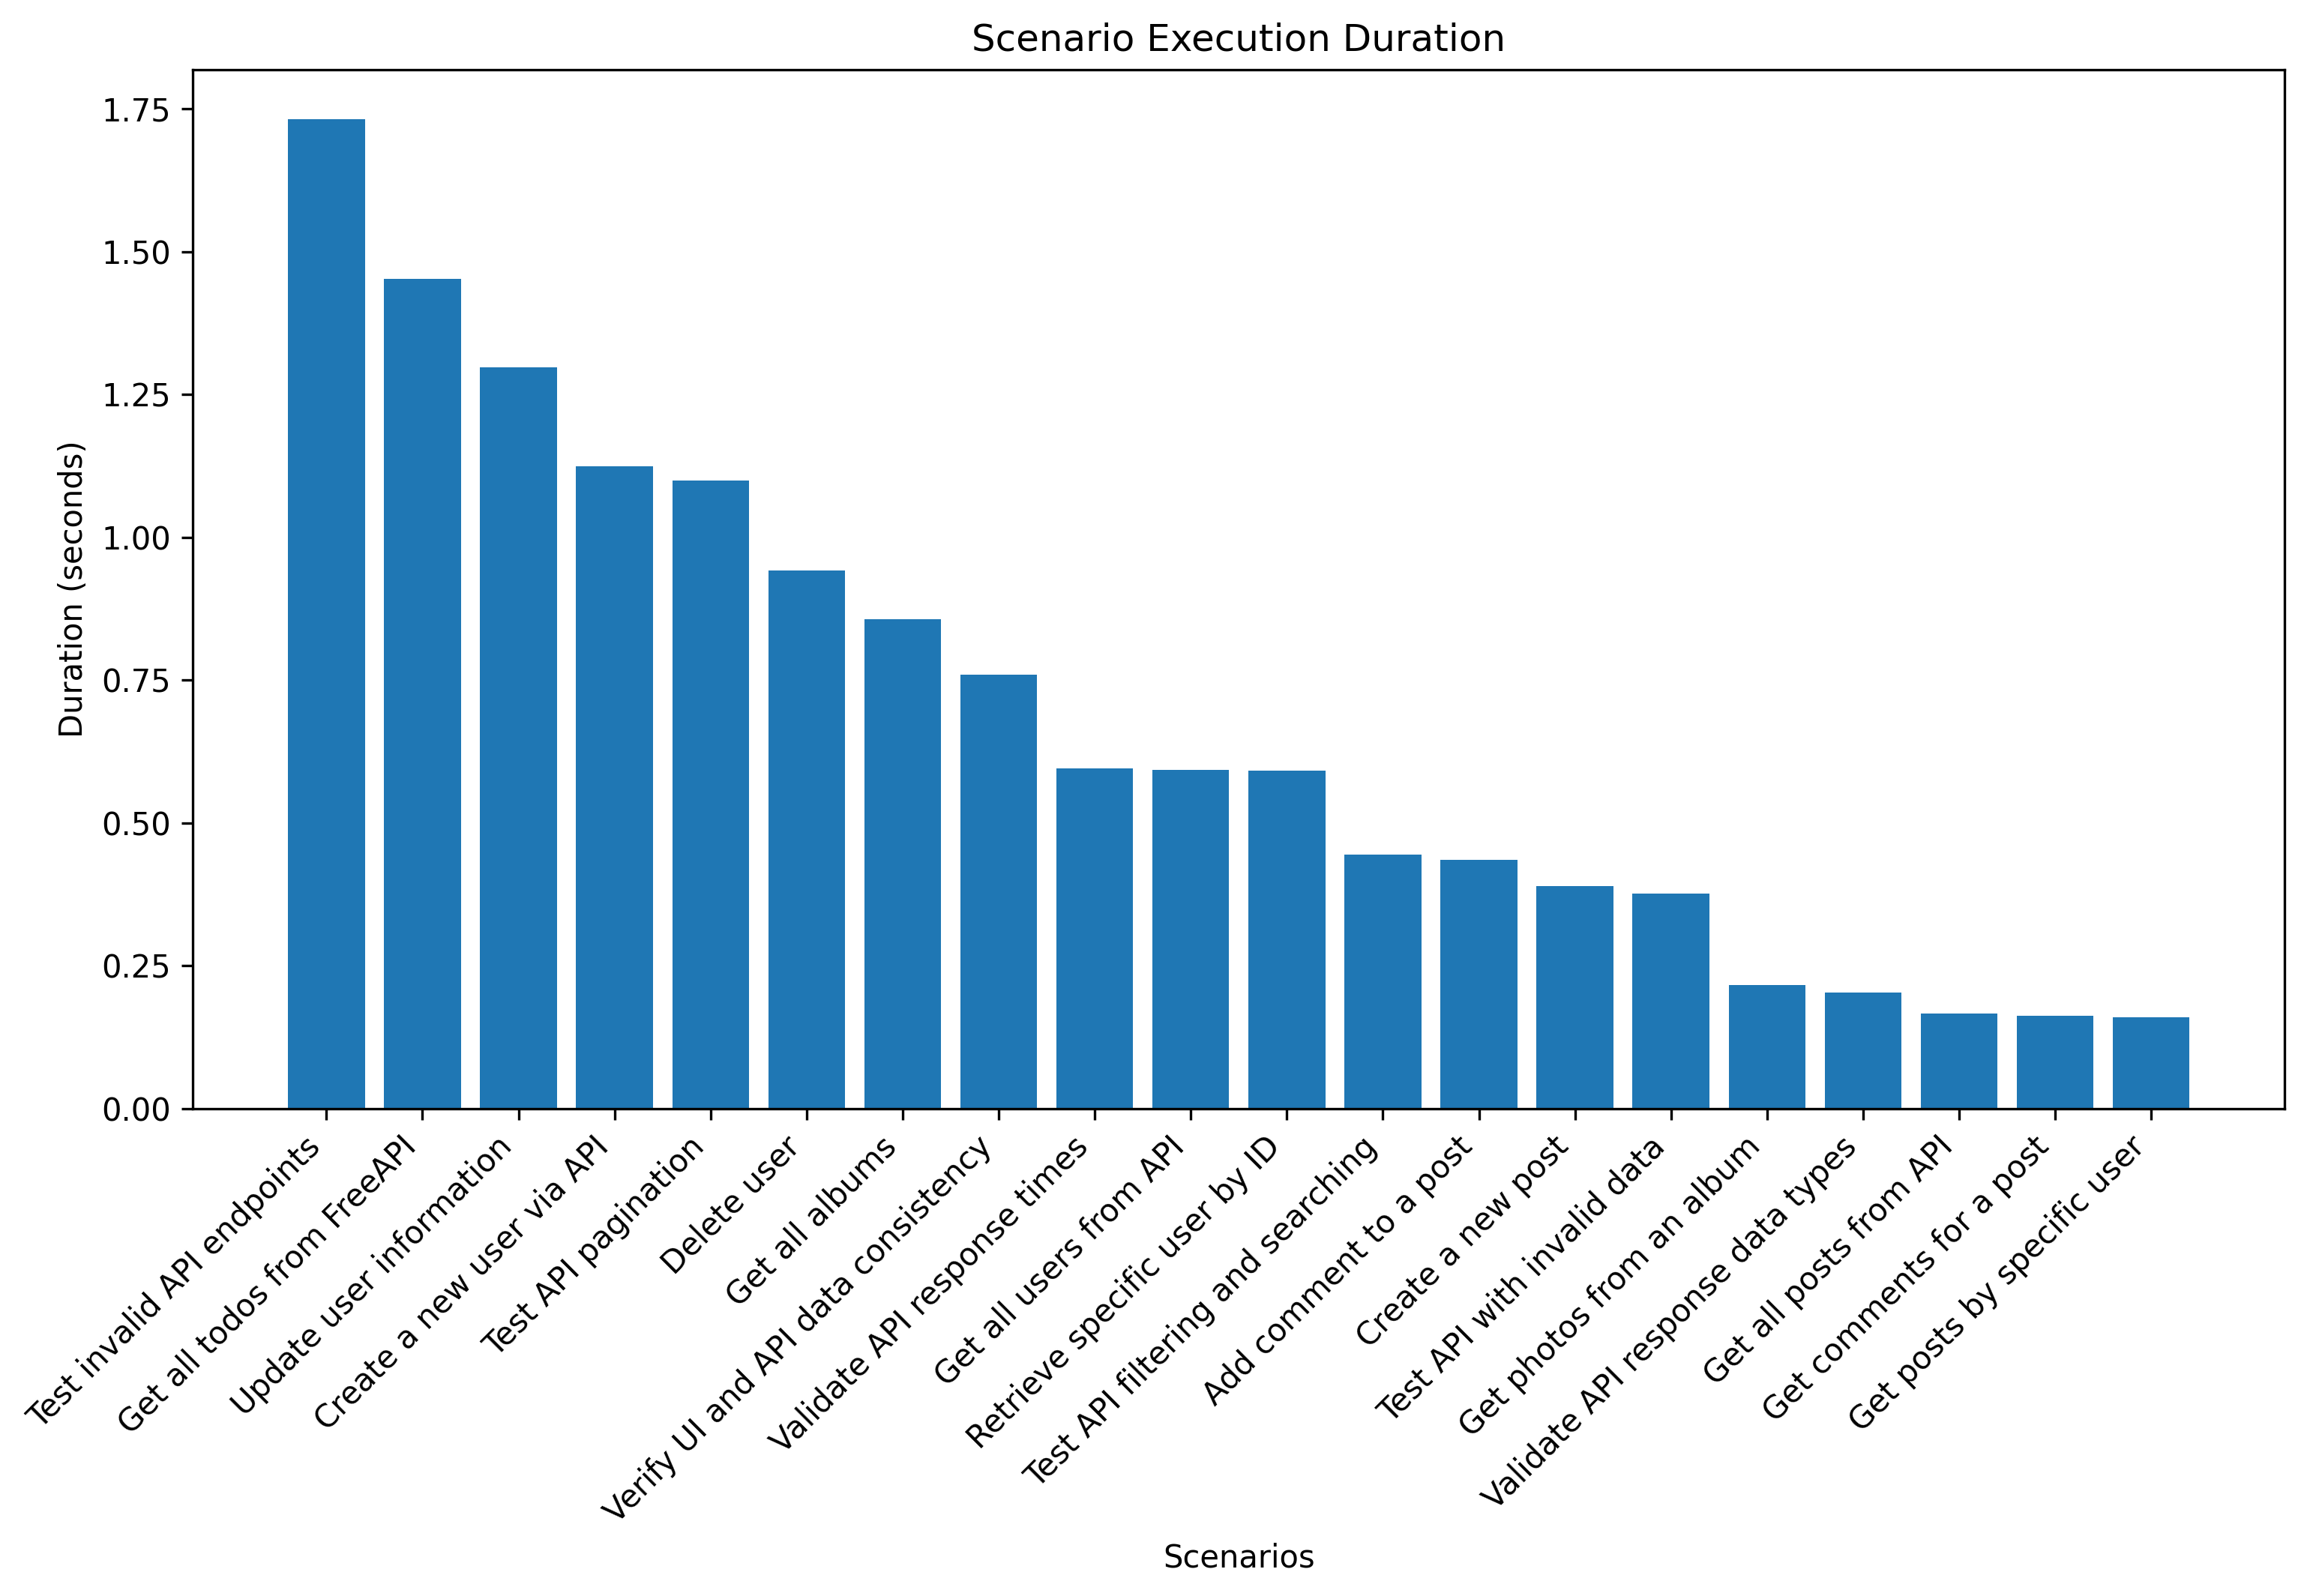 Scenario Execution Duration
Duration (seconds)
1.75
1.50
1.25
1.00
0.75
0.50
0.25
0.00
Test invalid API endpoints
Get all todos from FreeAPI
Update user information
Create a new user via API
Test API pagination
Delete user
Get all albums
Verify UI and API data consistency
Validate API response times
Get all users from API
Retrieve specific user by ID
Test API filtering and searching
Add comment to a post
Create a new post
Test API with invalid data
Get photos from an album
Validate API response data types
Get all posts from API
Get comments for a post
Get posts by specific user
Scenarios